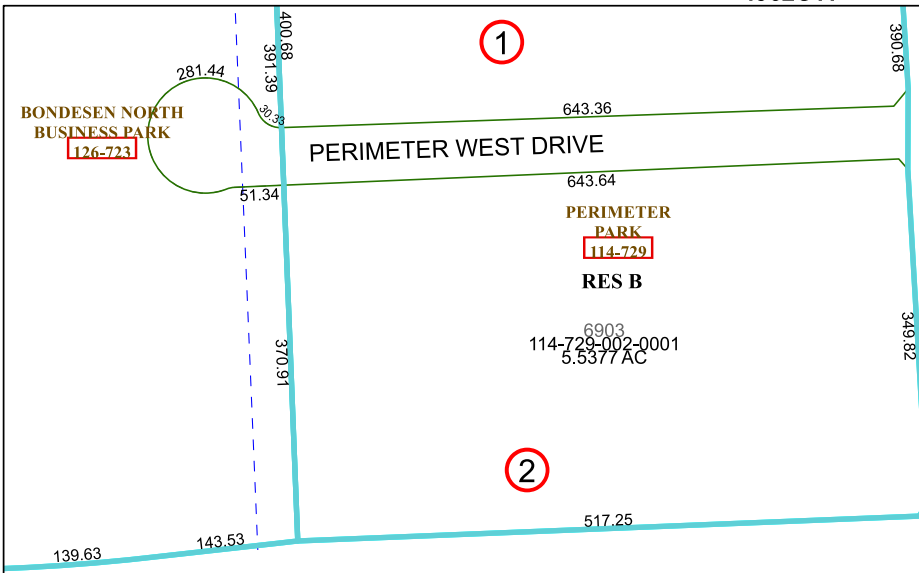 400.68
391.39
390.68
1
281.44
30.33
643.36
BONDESEN NORTH
BUSINESS PARK
126-723
PERIMETER WEST DRIVE
51.34
643.64
PERIMETER
PARK
114-729
RES B
6903
114-729-002-0001
5.5377 AC
370.91
349.82
2
517.25
143.53
139.63